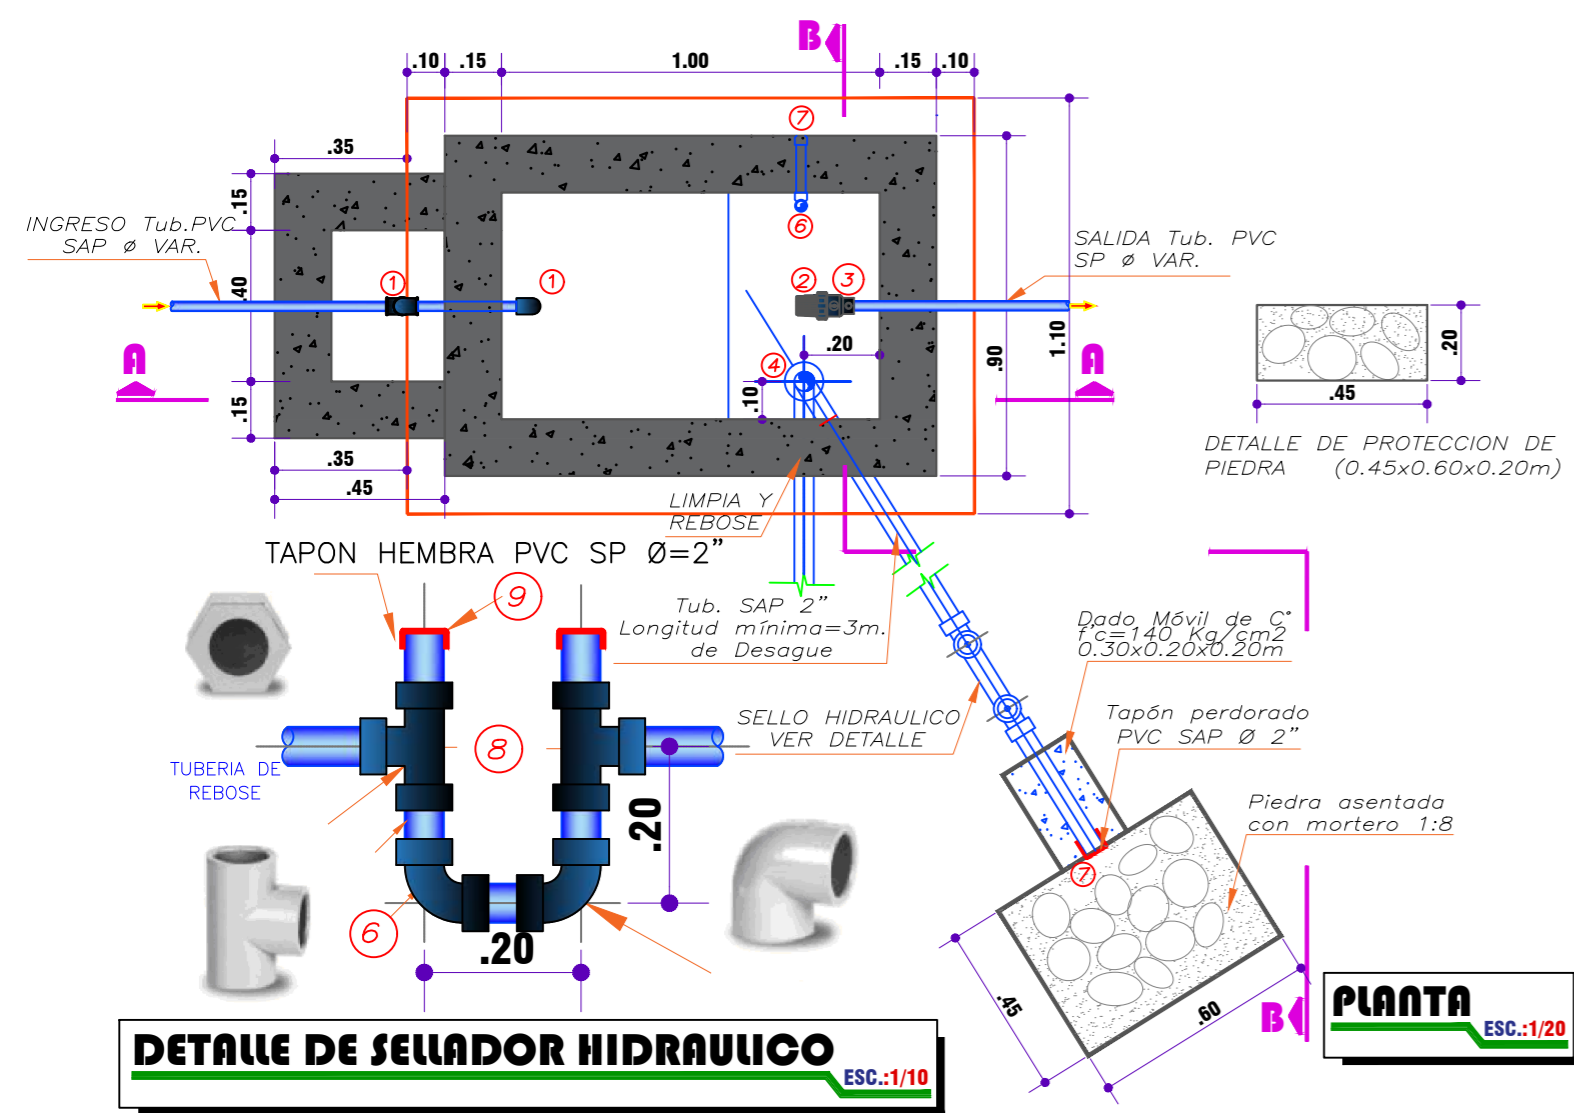 B
.10
.15
1.00
.15
.10
.35
7
.15
INGRESO Tub.PVC
SAP ø VAR.
6
SALIDA Tub. PVC
SP ø VAR.
.40
1
1
2
3
1.10
.90
.20
.20
A
4
A
.10
.45
.15
DETALLE DE PROTECCION DE
PIEDRA (0.45x0.60x0.20m)
.35
.45
LIMPIA Y
REBOSE
TAPON HEMBRA PVC SP Ø=2”
9
Tub. SAP 2”
Longitud mínima=3m.
de Desague
Dado Móvil de C°
f'c=140 Kg/cm2
0.30x0.20x0.20m
SELLO HIDRAULICO
VER DETALLE
Tapón perdorado
PVC SAP Ø 2”
8
TUBERIA DE
REBOSE
.20
Piedra asentada
con mortero 1:8
7
6
.20
.45
.60
B
PLANTA
ESC.:1/20
DETALLE DE SELLADOR HIDRAULICO
ESC.:1/10